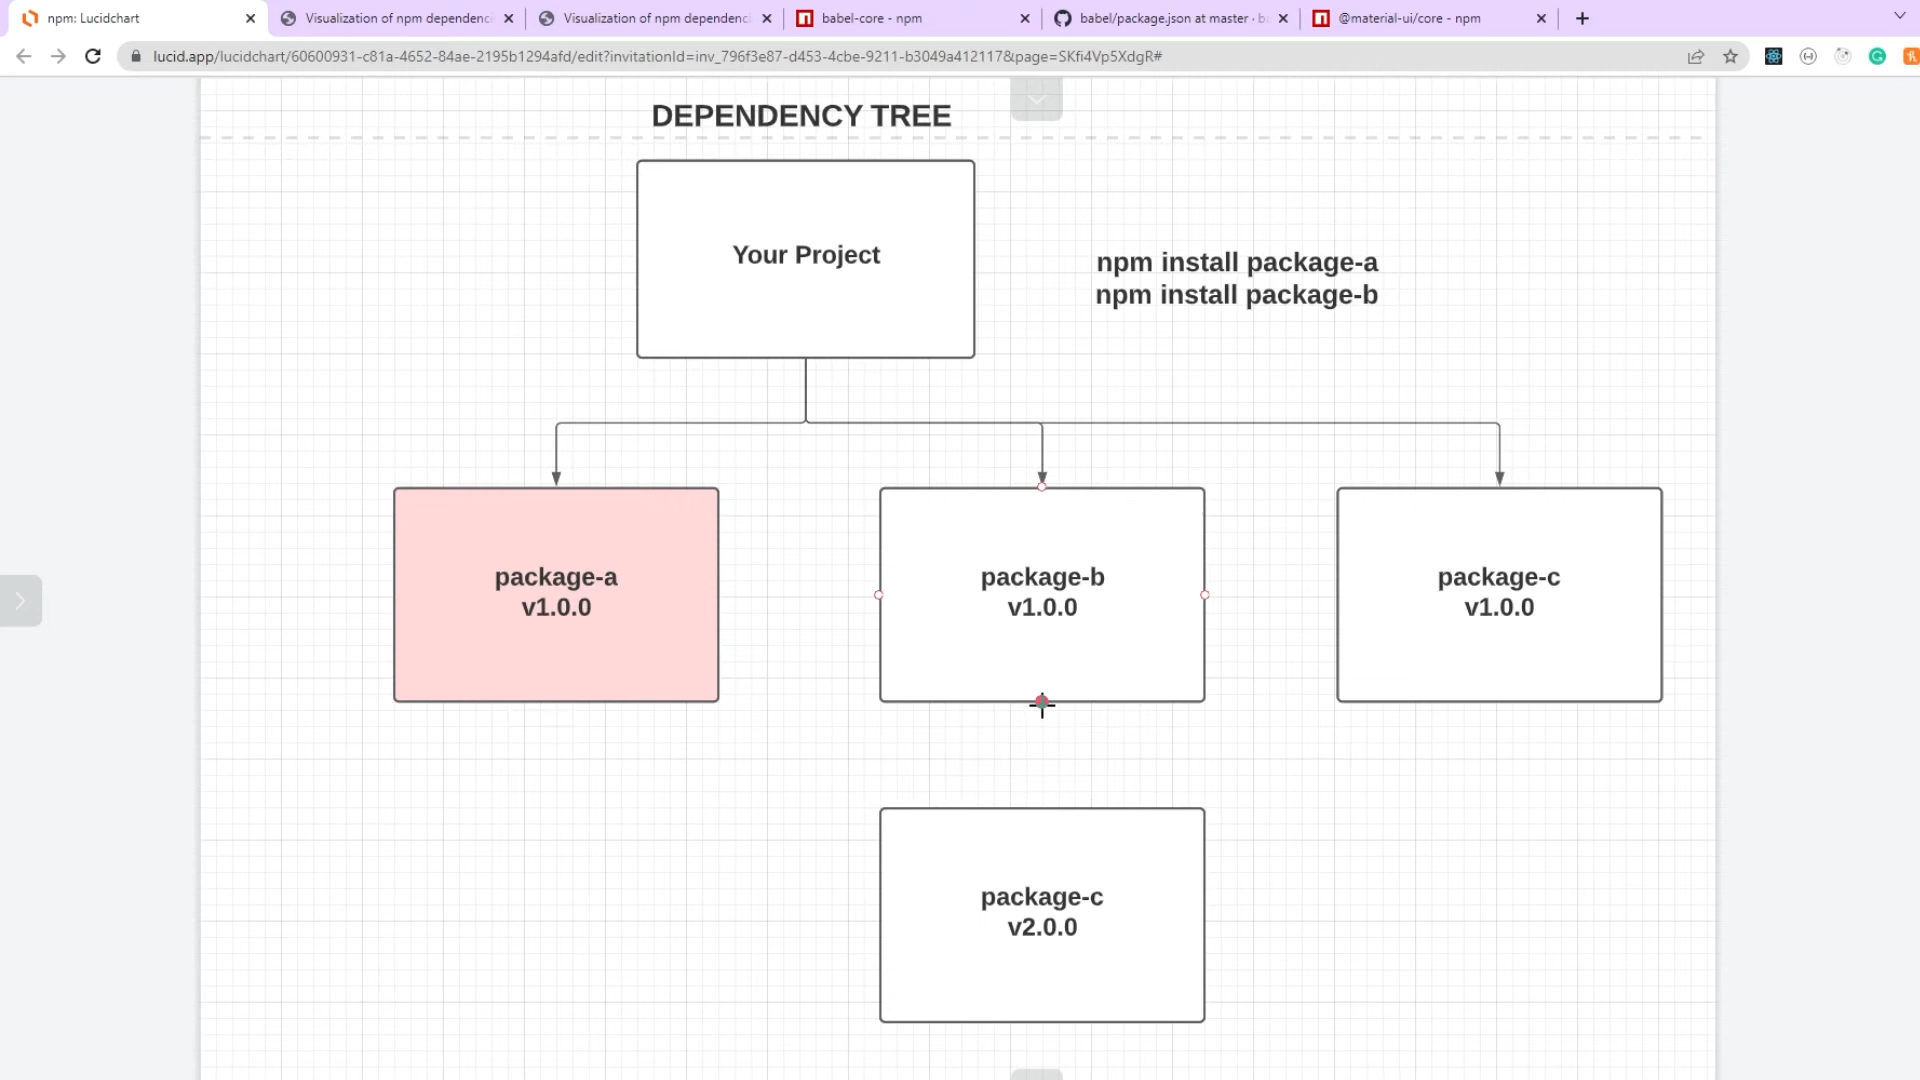 npm: Lucidchart
Visualization of npm dependenc
Visualization of npm dependenc
babel-core - npm
babel/package.json at master · b
@material-ui/core - npm
lucid.app/lucidchart/60600931-c81a-4652-84ae-2195b1294afd/edit?invitationId=inv_796f3e87-d453-4cbe-9211-b3049a412117&page=SKfi4Vp5XdgR#
DEPENDENCY TREE
Your Project
npm install package-a
npm install package-b
package-a
v1.0.0
package-b
v1.0.0
package-c
v1.0.0
package-c
v2.0.0